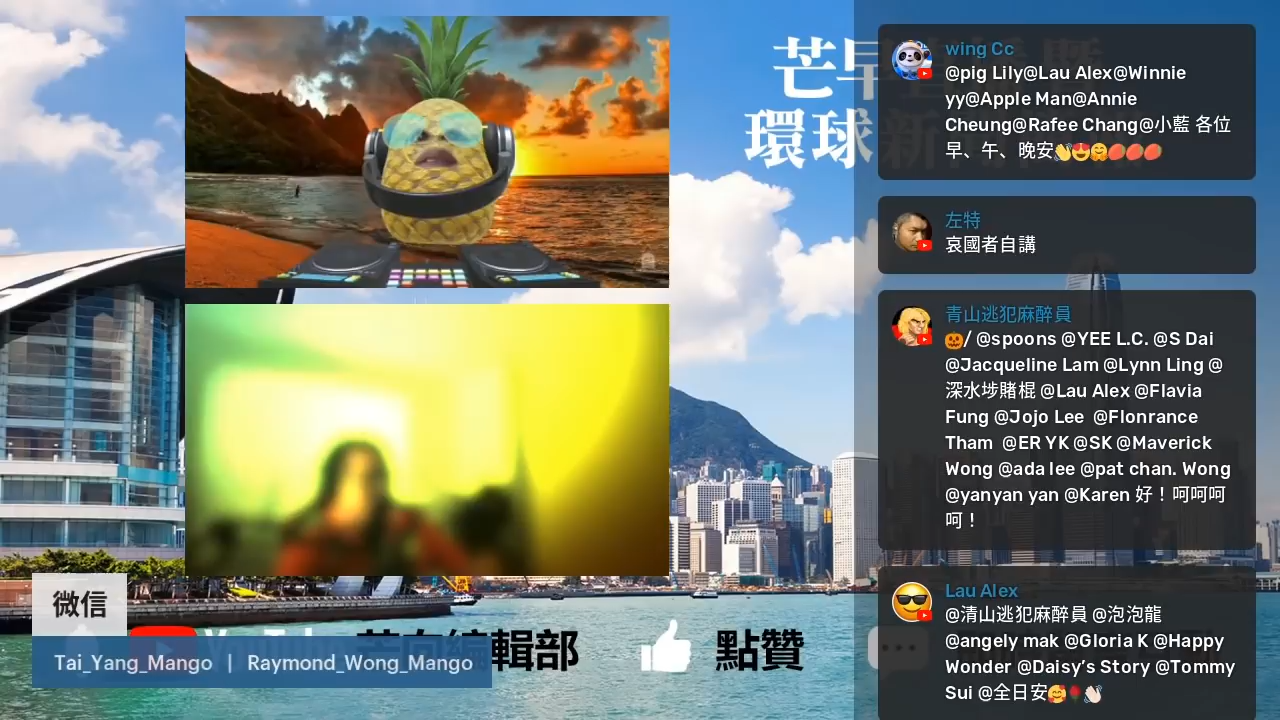 芒早
環球新
wing Cc
@pig Lily@Lau Alex@Winnie
yy@Apple Man@Annie
Cheung@Rafee Chang@小藍 各位
早、午、晚安👋😍🤗🥭🥭🥭
左特
哀國者自講
青山逃犯麻醉員
🎃/ @spoons @YEE L.C. @S Dai
@Jacqueline Lam @Lynn Ling @
深水埗賭棍 @Lau Alex @Flavia
Fung @Jojo Lee @Flonrance
Tham @ER YK @SK @Maverick
Wong @ada lee @pat chan. Wong
@yanyan yan @Karen 好！呵呵呵
呵！
Lau Alex
@清山逃犯麻醉員 @泡泡龍
@angely mak @Gloria K @Happy
Wonder @Daisy’s Story @Tommy
Sui @全日安🥰🌹👋🏻
微信
Tai_Yang_Mango | Raymond_Wong_Mango
YouTube 芒向編輯部
點贊